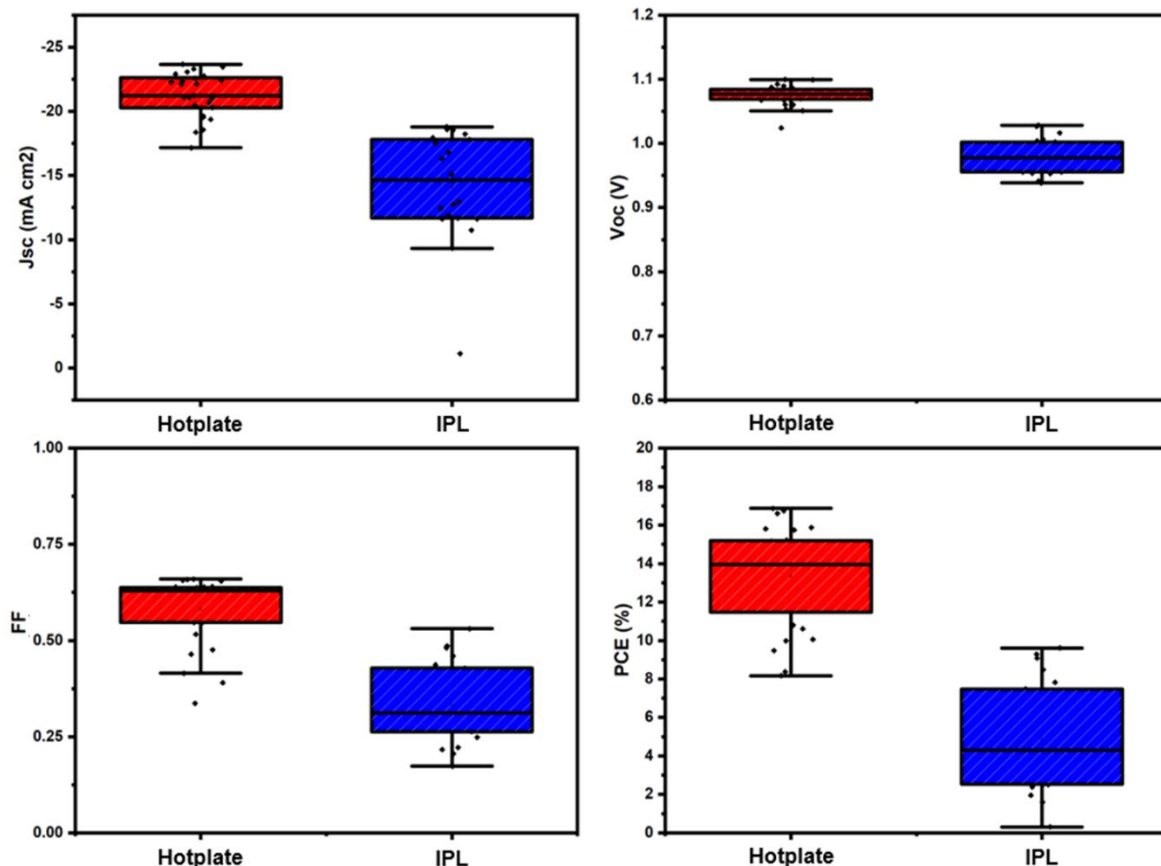 Jsc (mA cm2)
-25
-20
-15
-10
-5
0
Hotplate
IPL
Voc (V)
1.2
1.1
1.0
0.9
0.8
0.7
0.6
Hotplate
IPL
FF
1.00
0.75
0.50
0.25
0.00
Hotplate
IPL
PCE (%)
20
18
16
14
12
10
8
6
4
2
0
Hotplate
IPL